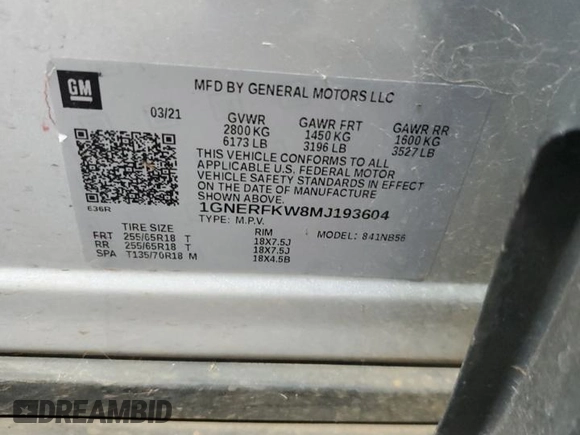 GM
MFD BY GENERAL MOTORS LLC
03/21 GVWR GAWR FRT GAWR RR
2800 KG 1450 KG 1600 KG
6173 LB 3196 LB 3527 LB
THIS VEHICLE CONFORMS TO ALL
APPLICABLE U.S. FEDERAL MOTOR
VEHICLE SAFETY STANDARDS IN EFFECT
ON THE DATE OF MANUFACTURE
SHOWN ABOVE.
1GNERFKW8MJ193604
636R TYPE: M.P.V. MODEL: 841NB56
TIRE SIZE RIM
FRT 255/65R18 T 18X7.5J
RR 255/65R18 T 18X7.5J
SPA T135/70R18 M 18X4.5B
DREAMBID